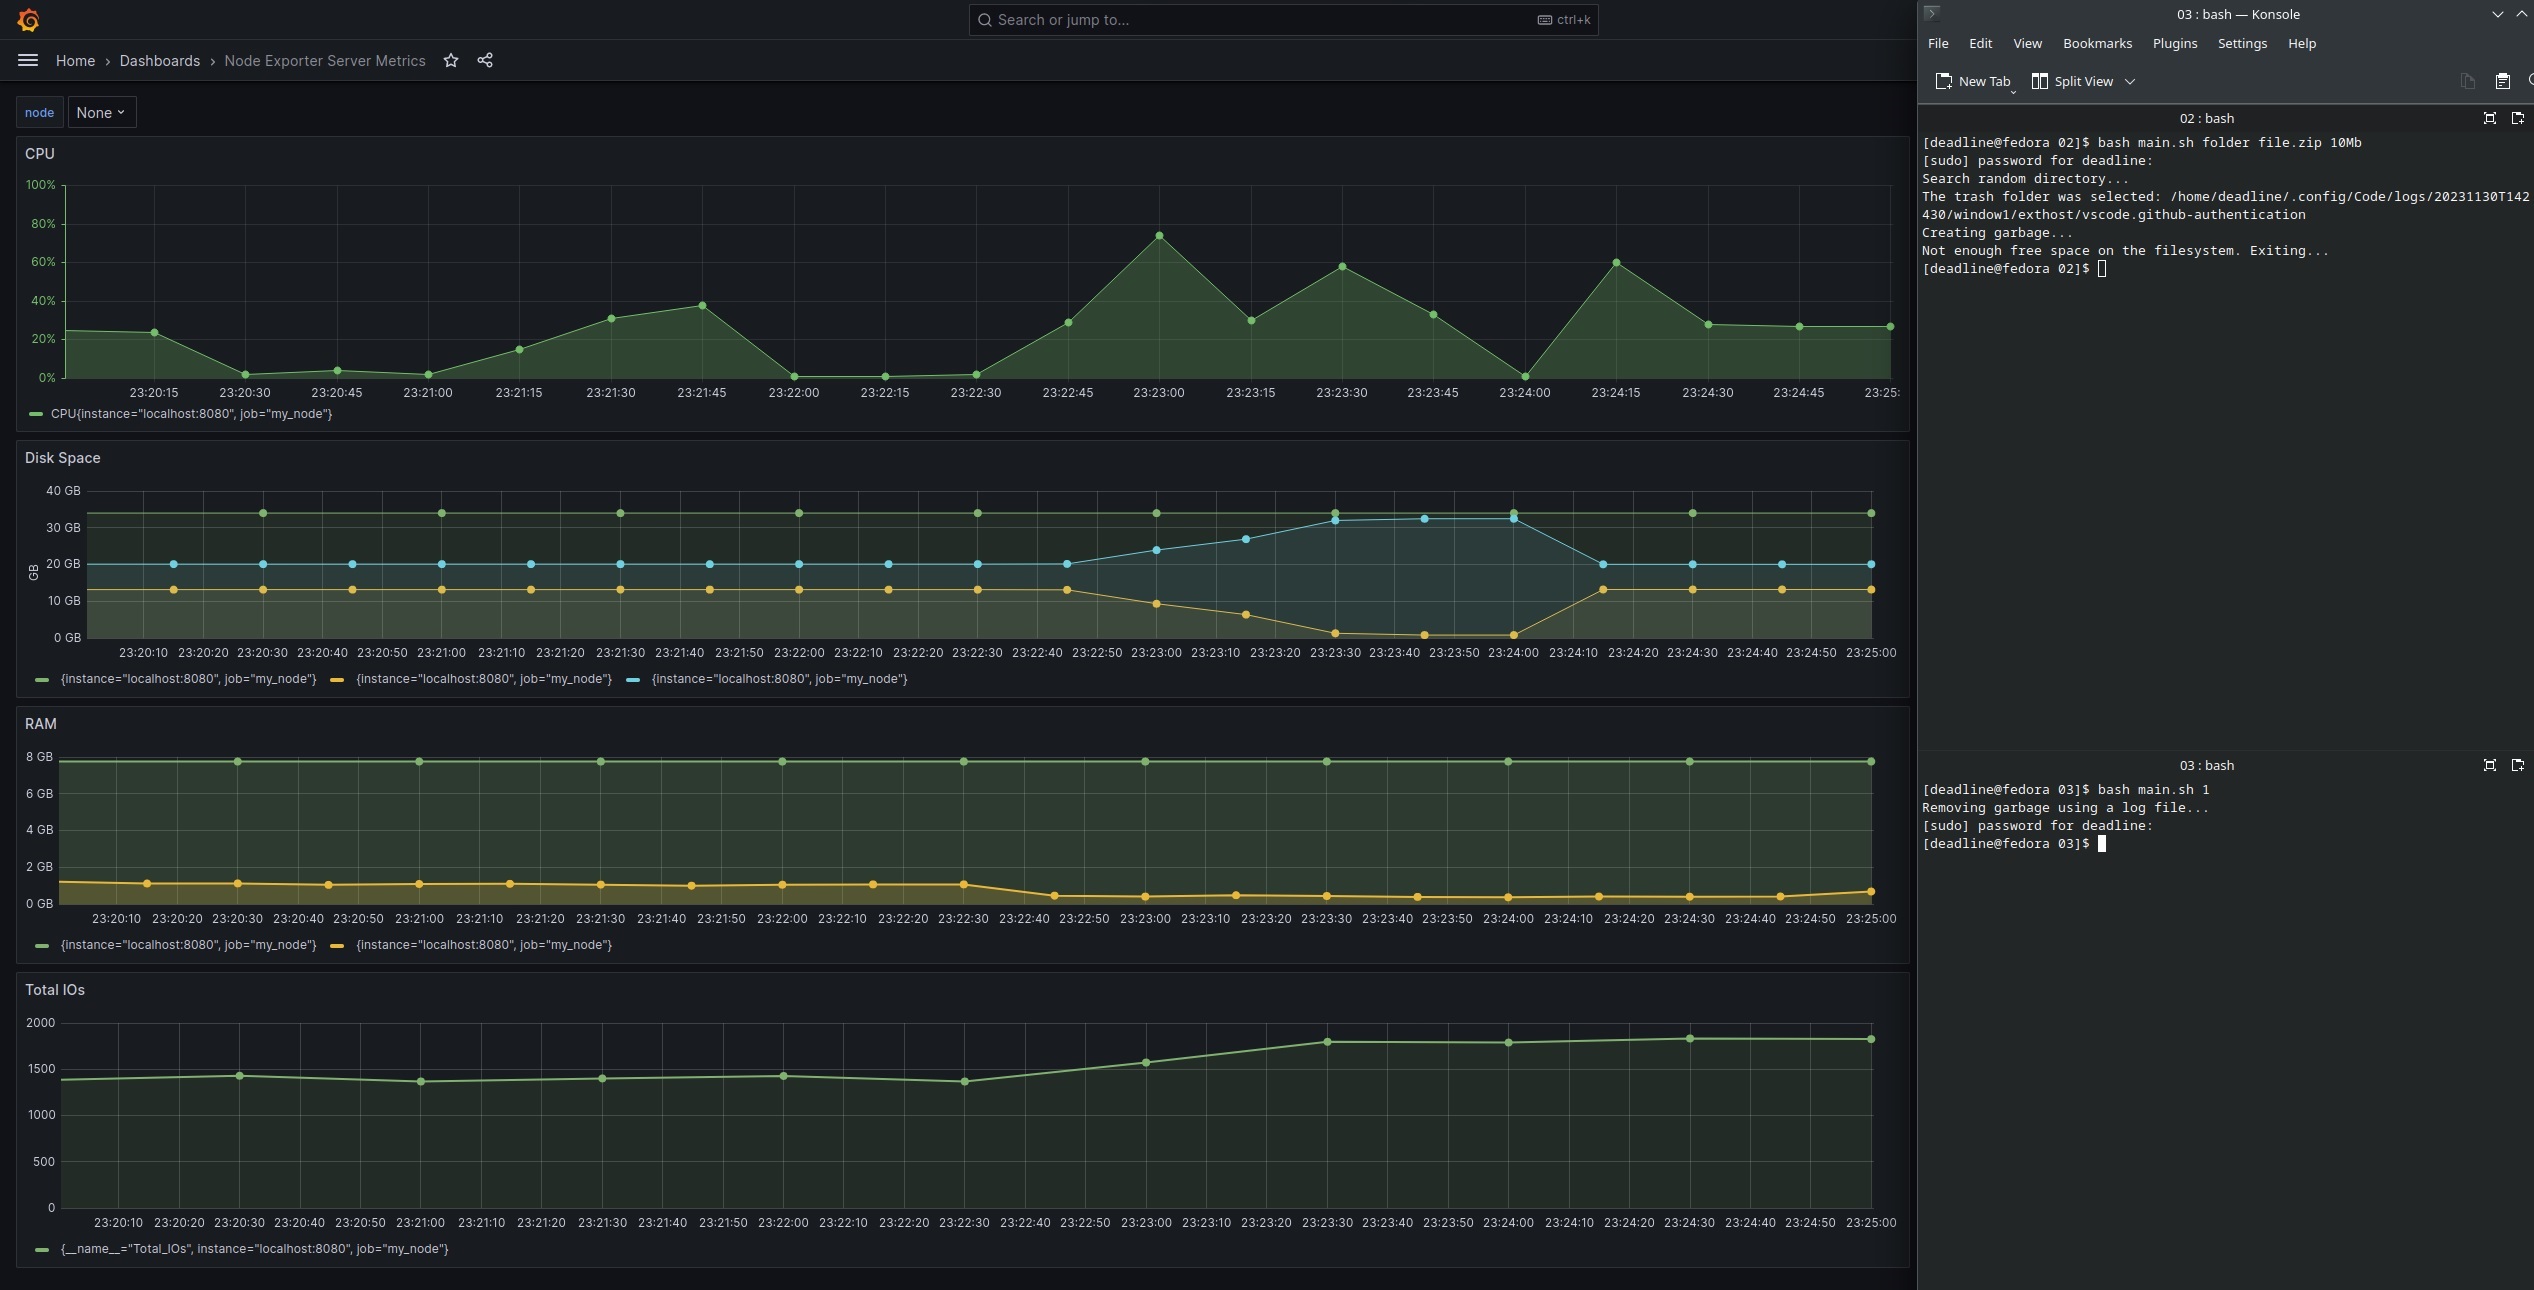 Search or jump to...
ctrl+k
Home › Dashboards › Node Exporter Server Metrics
node
None
CPU
100%
80%
60%
40%
20%
0%
23:20:15 23:20:30 23:20:45 23:21:00 23:21:15 23:21:30 23:21:45 23:22:00 23:22:15 23:22:30 23:22:45 23:23:00 23:23:15 23:23:30 23:23:45 23:24:00 23:24:15 23:24:30 23:24:45 23:25:
CPU{instance="localhost:8080", job="my_node"}
Disk Space
GB
40 GB
30 GB
20 GB
10 GB
0 GB
23:20:10 23:20:20 23:20:30 23:20:40 23:20:50 23:21:00 23:21:10 23:21:20 23:21:30 23:21:40 23:21:50 23:22:00 23:22:10 23:22:20 23:22:30 23:22:40 23:22:50 23:23:00 23:23:10 23:23:20 23:23:30 23:23:40 23:23:50 23:24:00 23:24:10 23:24:20 23:24:30 23:24:40 23:24:50 23:25:00
{instance="localhost:8080", job="my_node"} {instance="localhost:8080", job="my_node"} {instance="localhost:8080", job="my_node"}
RAM
8 GB
6 GB
4 GB
2 GB
0 GB
23:20:10 23:20:20 23:20:30 23:20:40 23:20:50 23:21:00 23:21:10 23:21:20 23:21:30 23:21:40 23:21:50 23:22:00 23:22:10 23:22:20 23:22:30 23:22:40 23:22:50 23:23:00 23:23:10 23:23:20 23:23:30 23:23:40 23:23:50 23:24:00 23:24:10 23:24:20 23:24:30 23:24:40 23:24:50 23:25:00
{instance="localhost:8080", job="my_node"} {instance="localhost:8080", job="my_node"}
Total IOs
2000
1500
1000
500
0
23:20:10 23:20:20 23:20:30 23:20:40 23:20:50 23:21:00 23:21:10 23:21:20 23:21:30 23:21:40 23:21:50 23:22:00 23:22:10 23:22:20 23:22:30 23:22:40 23:22:50 23:23:00 23:23:10 23:23:20 23:23:30 23:23:40 23:23:50 23:24:00 23:24:10 23:24:20 23:24:30 23:24:40 23:24:50 23:25:00
{__name__="Total_IOs", instance="localhost:8080", job="my_node"}
03 : bash — Konsole
File Edit View Bookmarks Plugins Settings Help
New Tab Split View
02 : bash
[deadline@fedora 02]$ bash main.sh folder file.zip 10Mb
[sudo] password for deadline:
Search random directory...
The trash folder was selected: /home/deadline/.config/Code/logs/20231130T142
430/window1/exthost/vscode.github-authentication
Creating garbage...
Not enough free space on the filesystem. Exiting...
[deadline@fedora 02]$
03 : bash
[deadline@fedora 03]$ bash main.sh 1
Removing garbage using a log file...
[sudo] password for deadline:
[deadline@fedora 03]$